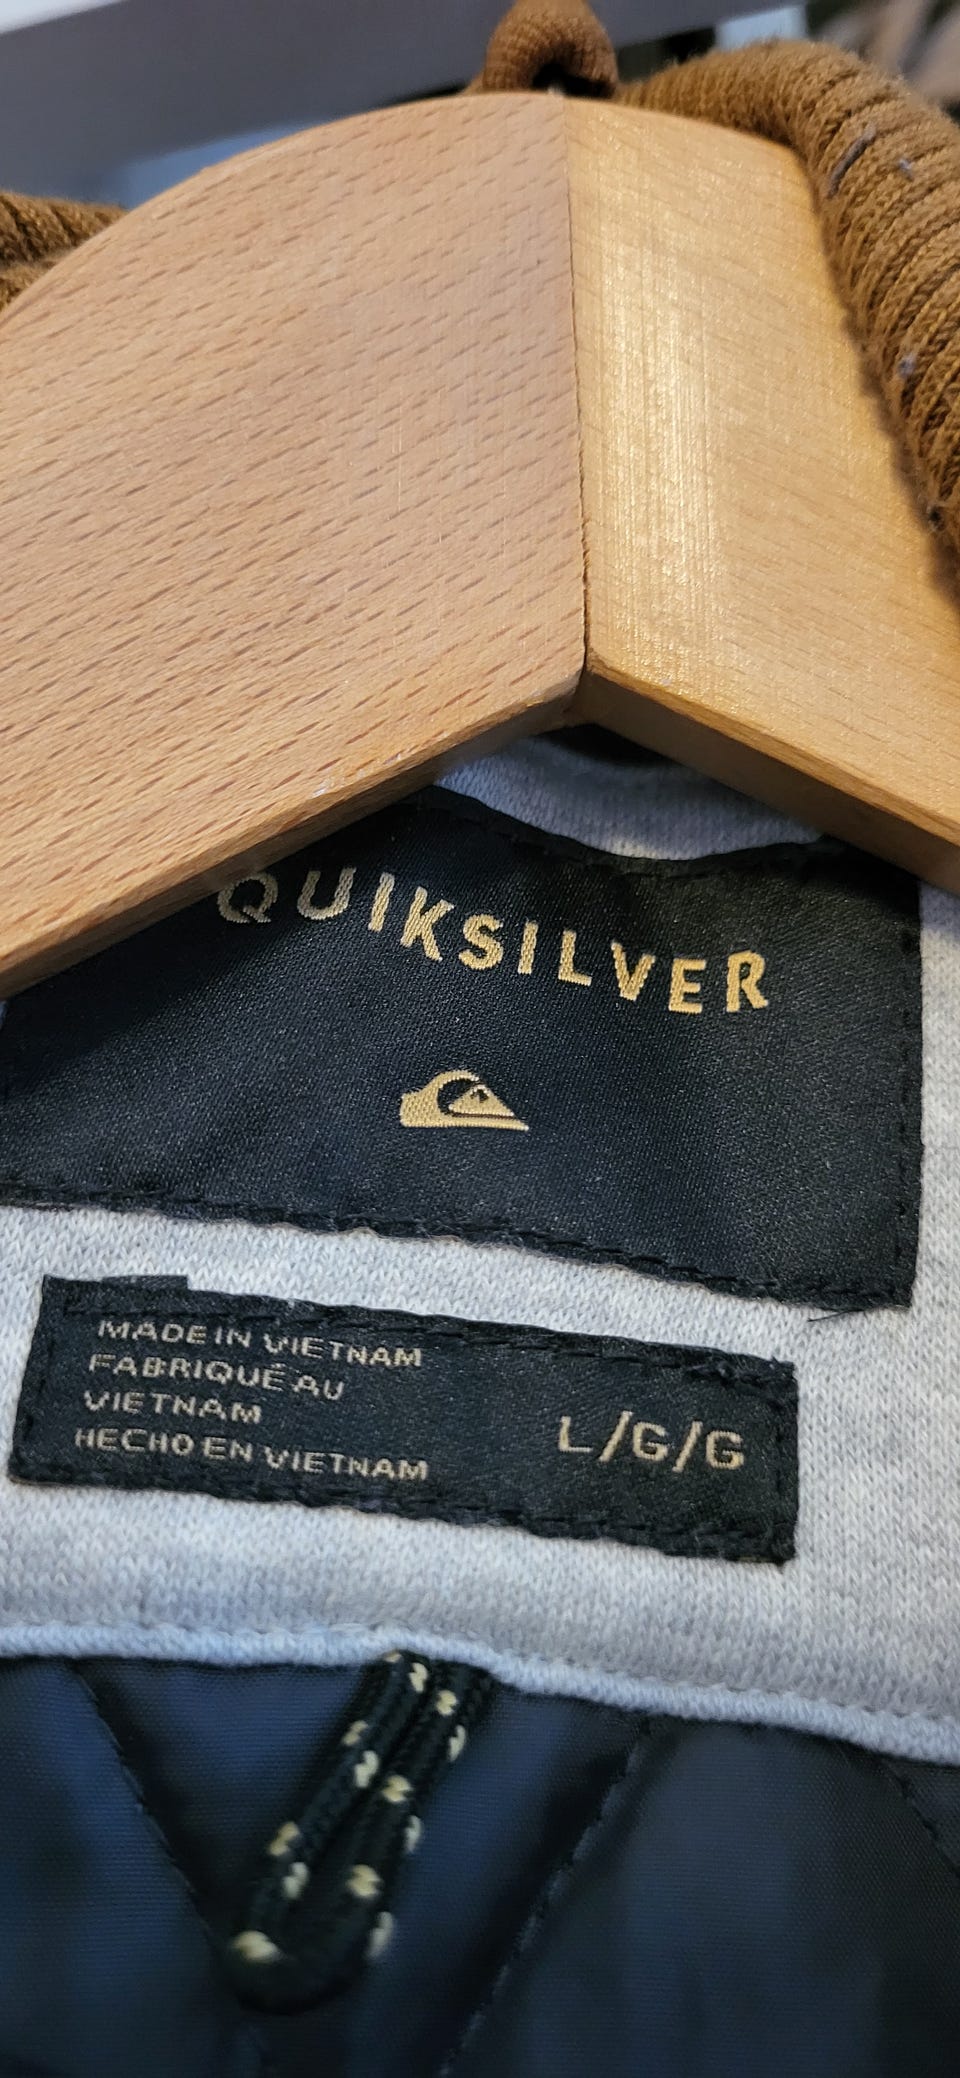 QUIKSILVER
MADE IN VIETNAM
FABRIQUÉ AU
VIETNAM
HECHO EN VIETNAM
L/G/G